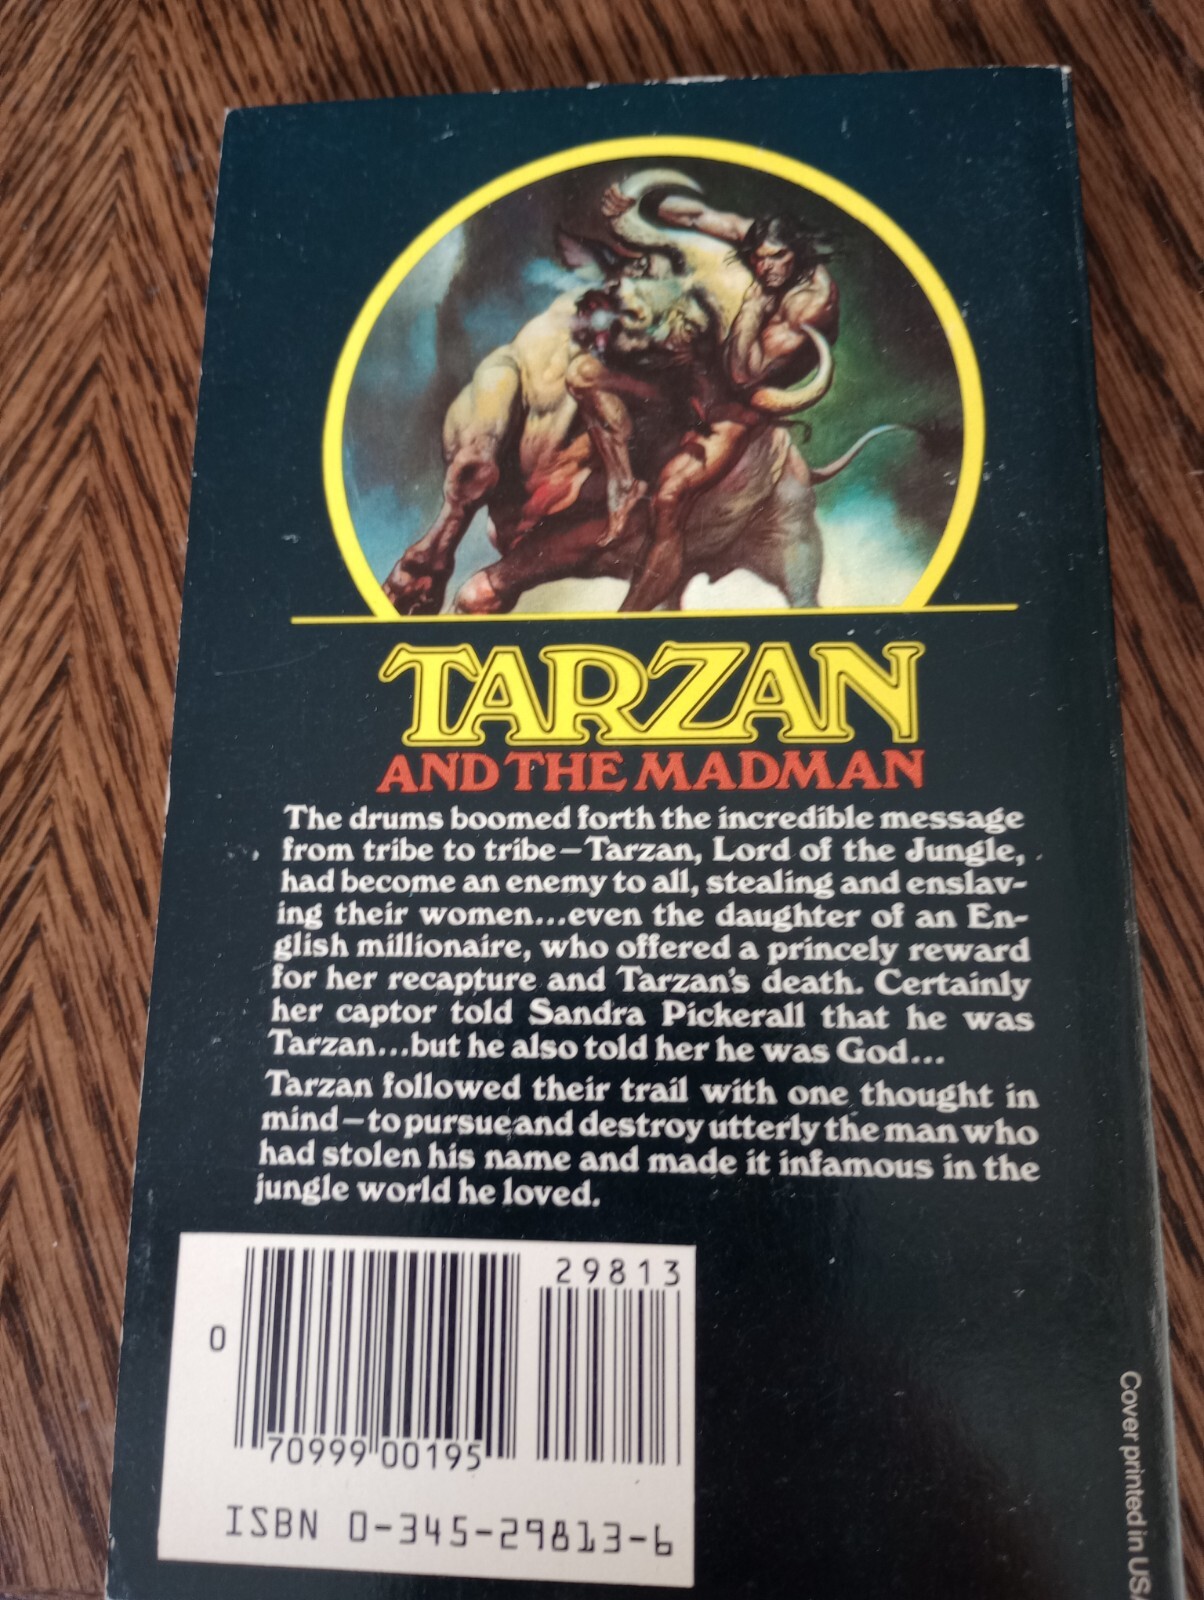 TARZAN
AND THE MADMAN
The drums boomed forth the incredible message
from tribe to tribe—Tarzan, Lord of the Jungle,
had become an enemy to all, stealing and enslav-
ing their women...even the daughter of an En-
glish millionaire, who offered a princely reward
for her recapture and Tarzan's death. Certainly
her captor told Sandra Pickerall that he was
Tarzan...but he also told her he was God...
Tarzan followed their trail with one thought in
mind—to pursue and destroy utterly the man who
had stolen his name and made it infamous in the
jungle world he loved.
29813
0
70999 00195
ISBN 0-345-29813-6
Cover printed in USA